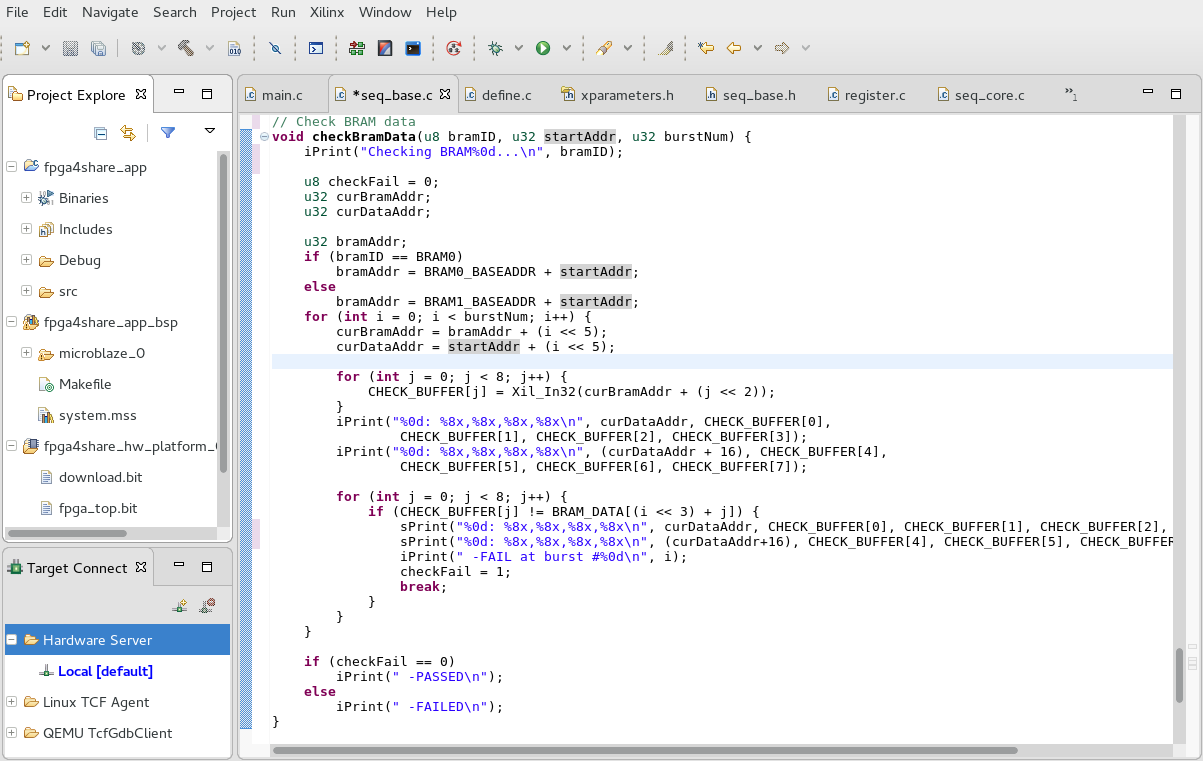 File Edit Navigate Search Project Run Xilinx Window Help
Project Explore
main.c *seq_base.c define.c xparameters.h seq_base.h register.c seq_core.c »1
fpga4share_app
Binaries
Includes
Debug
src
fpga4share_app_bsp
microblaze_0
Makefile
system.mss
fpga4share_hw_platform_
download.bit
fpga_top.bit
Target Connect
Hardware Server
Local [default]
Linux TCF Agent
QEMU TcfGdbClient
// Check BRAM data
void checkBramData(u8 bramID, u32 startAddr, u32 burstNum) {
    iPrint("Checking BRAM%0d...\n", bramID);
    u8 checkFail = 0;
    u32 curBramAddr;
    u32 curDataAddr;
    u32 bramAddr;
    if (bramID == BRAM0)
        bramAddr = BRAM0_BASEADDR + startAddr;
    else
        bramAddr = BRAM1_BASEADDR + startAddr;
    for (int i = 0; i < burstNum; i++) {
        curBramAddr = bramAddr + (i << 5);
        curDataAddr = startAddr + (i << 5);
        for (int j = 0; j < 8; j++) {
            CHECK_BUFFER[j] = Xil_In32(curBramAddr + (j << 2));
        }
        iPrint("%0d: %8x,%8x,%8x,%8x\n", curDataAddr, CHECK_BUFFER[0],
                CHECK_BUFFER[1], CHECK_BUFFER[2], CHECK_BUFFER[3]);
        iPrint("%0d: %8x,%8x,%8x,%8x\n", (curDataAddr + 16), CHECK_BUFFER[4],
                CHECK_BUFFER[5], CHECK_BUFFER[6], CHECK_BUFFER[7]);
        for (int j = 0; j < 8; j++) {
            if (CHECK_BUFFER[j] != BRAM_DATA[(i << 3) + j]) {
                sPrint("%0d: %8x,%8x,%8x,%8x\n", curDataAddr, CHECK_BUFFER[0], CHECK_BUFFER[1], CHECK_BUFFER[2],
                sPrint("%0d: %8x,%8x,%8x,%8x\n", (curDataAddr+16), CHECK_BUFFER[4], CHECK_BUFFER[5], CHECK_BUFFER
                iPrint(" -FAIL at burst #%0d\n", i);
                checkFail = 1;
                break;
            }
        }
    }
    if (checkFail == 0)
        iPrint(" -PASSED\n");
    else
        iPrint(" -FAILED\n");
}